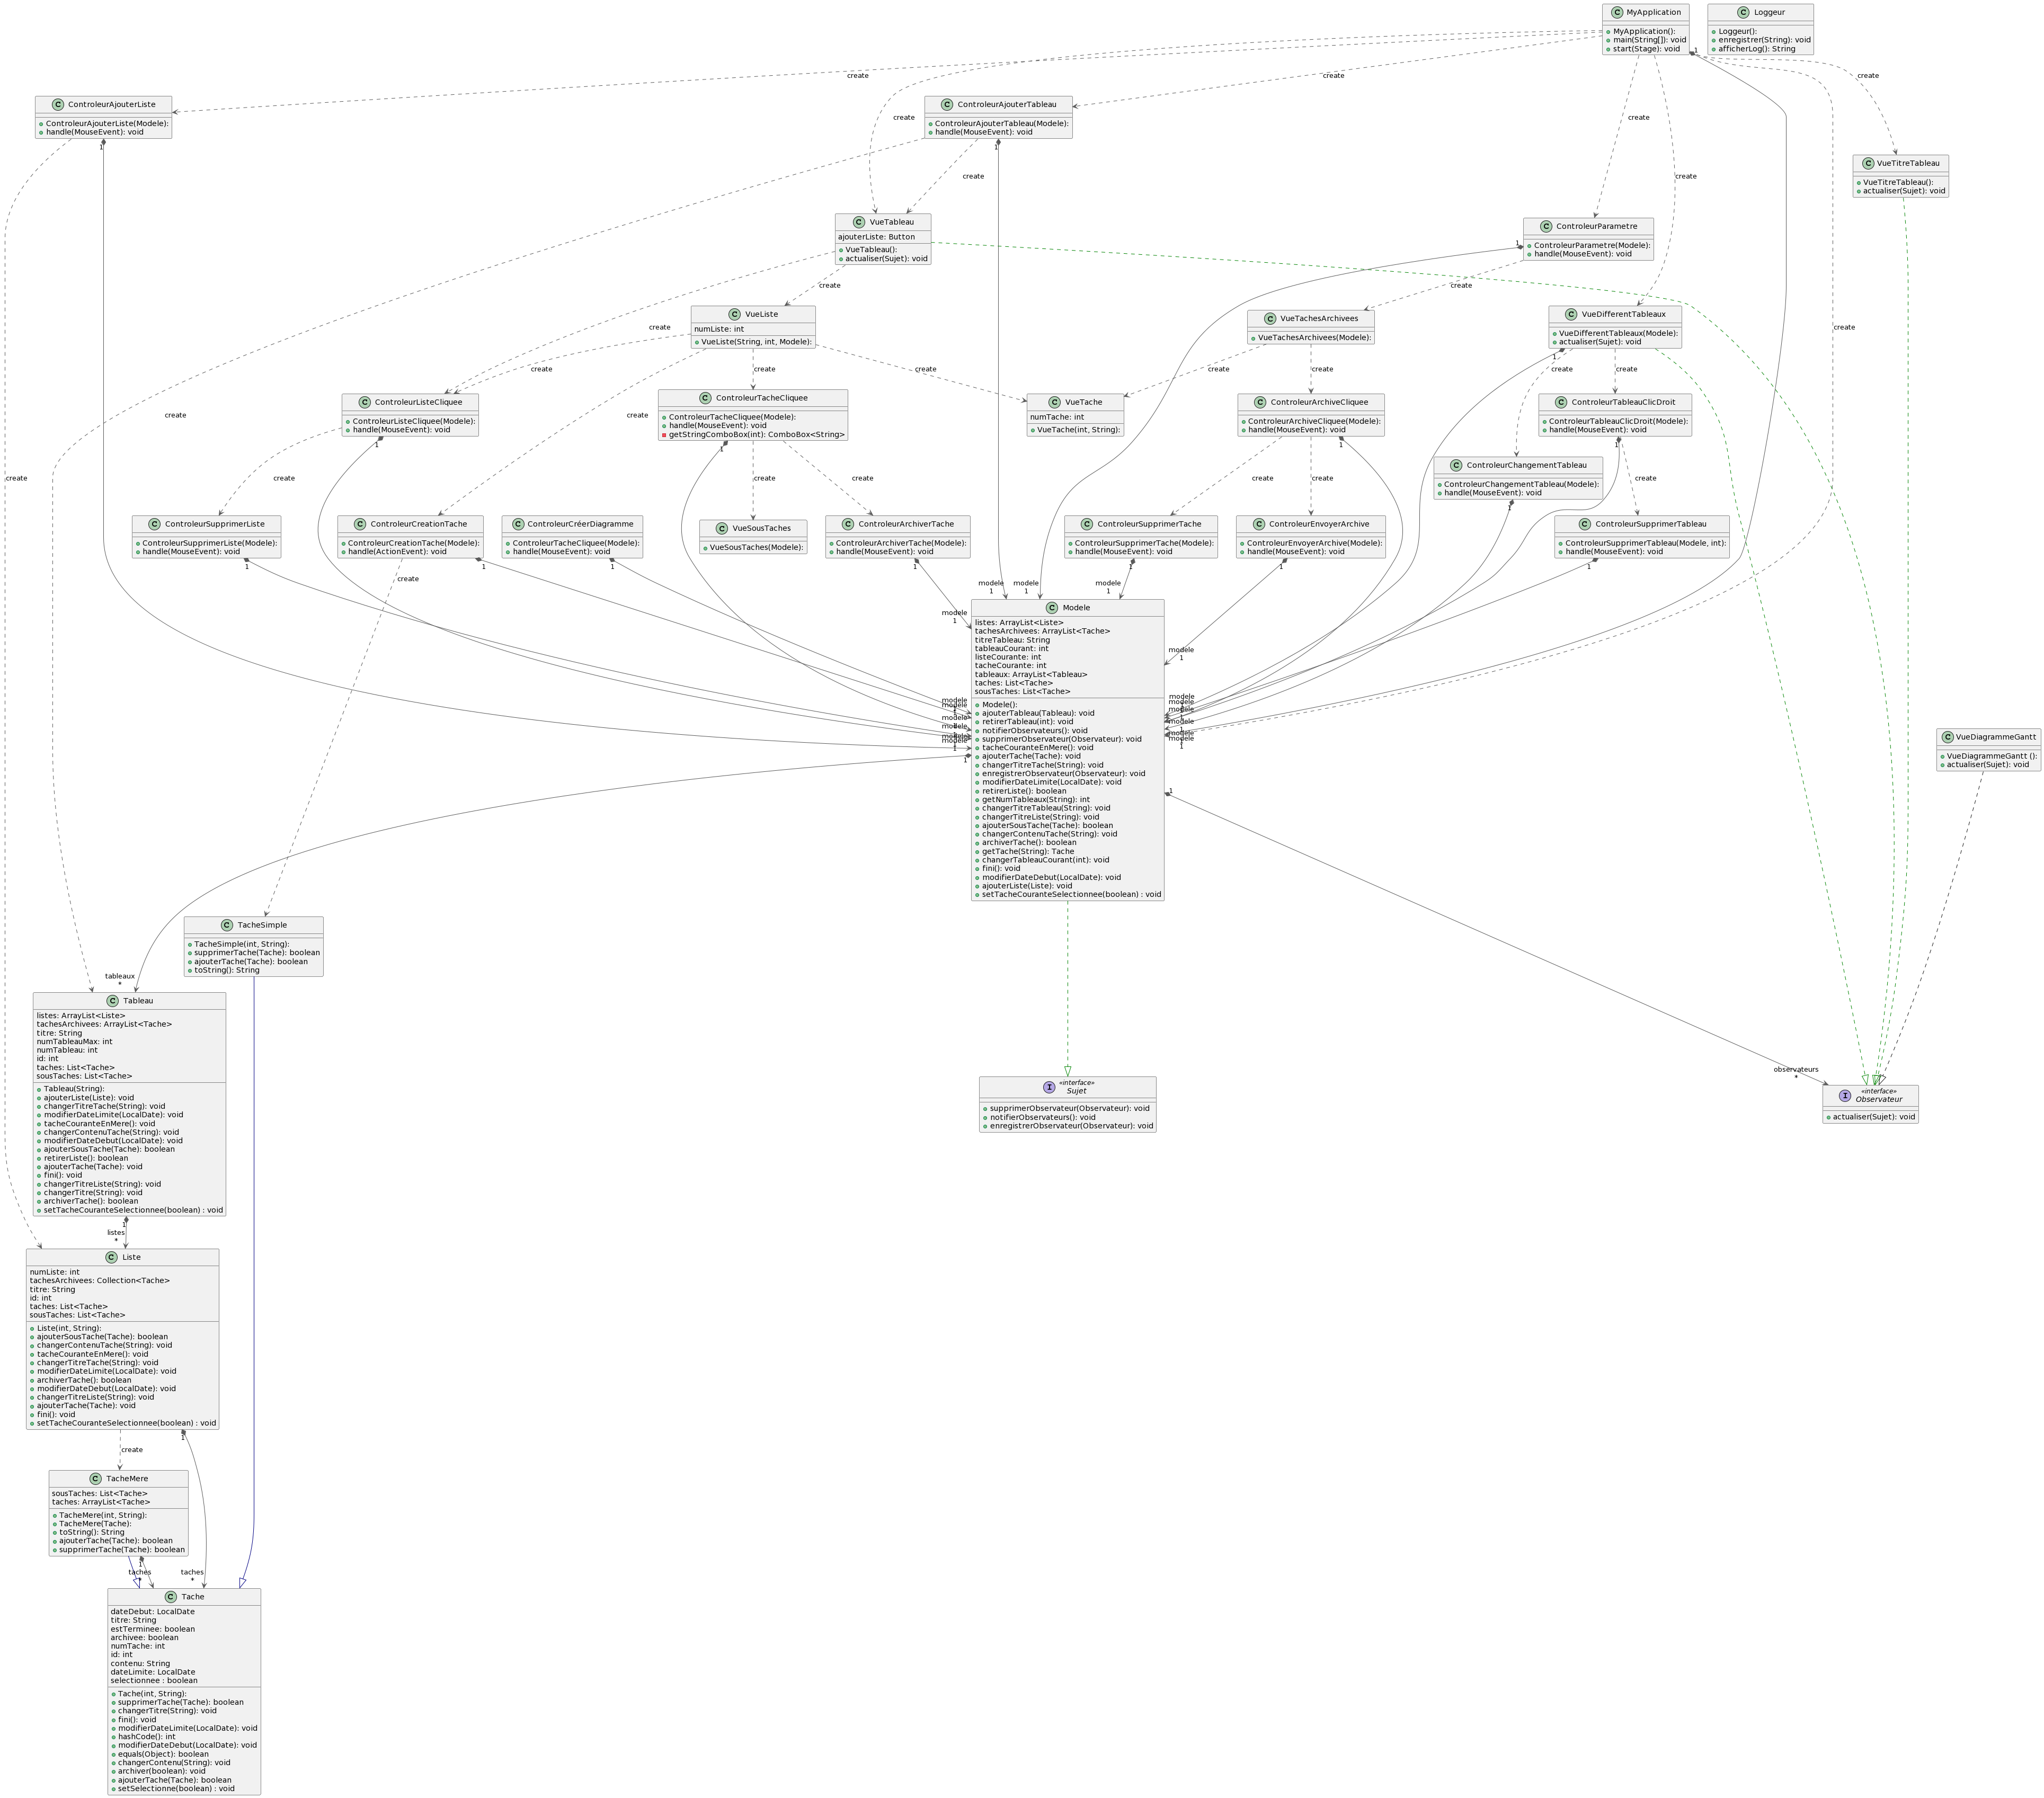 C MyApplication
MyApplication():
main(String[]): void
start(Stage): void
C Loggeur
Loggeur():
enregistrer(String): void
afficherLog(): String
1
create
create
create
create
create
create
create
C ControleurAjouterListe
ControleurAjouterListe(Modele):
handle(MouseEvent): void
1
C ControleurAjouterTableau
ControleurAjouterTableau(Modele):
handle(MouseEvent): void
1
create
create
C VueTitreTableau
VueTitreTableau():
actualiser(Sujet): void
C VueTableau
ajouterListe: Button
VueTableau():
actualiser(Sujet): void
C ControleurParametre
ControleurParametre(Modele):
handle(MouseEvent): void
1
create
create
create
C VueListe
numListe: int
VueListe(String, int, Modele):
C VueTachesArchivees
VueTachesArchivees(Modele):
C VueDifferentTableaux
VueDifferentTableaux(Modele):
actualiser(Sujet): void
1
create
create
create
create
create
create
create
create
C ControleurListeCliquee
ControleurListeCliquee(Modele):
handle(MouseEvent): void
1
C ControleurTacheCliquee
ControleurTacheCliquee(Modele):
handle(MouseEvent): void
getStringComboBox(int): ComboBox<String>
1
C VueTache
numTache: int
VueTache(int, String):
C ControleurArchiveCliquee
ControleurArchiveCliquee(Modele):
handle(MouseEvent): void
1
C ControleurTableauClicDroit
ControleurTableauClicDroit(Modele):
handle(MouseEvent): void
1
C ControleurChangementTableau
ControleurChangementTableau(Modele):
handle(MouseEvent): void
1
create
create
create
create
create
create
create
C ControleurSupprimerListe
ControleurSupprimerListe(Modele):
handle(MouseEvent): void
1
C ControleurCreationTache
ControleurCreationTache(Modele):
handle(ActionEvent): void
1
C ControleurCréerDiagramme
ControleurTacheCliquee(Modele):
handle(MouseEvent): void
1
C VueSousTaches
VueSousTaches(Modele):
C ControleurArchiverTache
ControleurArchiverTache(Modele):
handle(MouseEvent): void
1
C ControleurSupprimerTache
ControleurSupprimerTache(Modele):
handle(MouseEvent): void
1
C ControleurEnvoyerArchive
ControleurEnvoyerArchive(Modele):
handle(MouseEvent): void
1
C ControleurSupprimerTableau
ControleurSupprimerTableau(Modele, int):
handle(MouseEvent): void
1
create
modele
1
modele
1
modele
1
modele
1
modele
1
C Modele
listes: ArrayList<Liste>
tachesArchivees: ArrayList<Tache>
titreTableau: String
tableauCourant: int
listeCourante: int
tacheCourante: int
tableaux: ArrayList<Tableau>
taches: List<Tache>
sousTaches: List<Tache>
Modele():
ajouterTableau(Tableau): void
retirerTableau(int): void
notifierObservateurs(): void
supprimerObservateur(Observateur): void
tacheCouranteEnMere(): void
ajouterTache(Tache): void
changerTitreTache(String): void
enregistrerObservateur(Observateur): void
modifierDateLimite(LocalDate): void
retirerListe(): boolean
getNumTableaux(String): int
changerTitreTableau(String): void
changerTitreListe(String): void
ajouterSousTache(Tache): boolean
changerContenuTache(String): void
archiverTache(): boolean
getTache(String): Tache
changerTableauCourant(int): void
fini(): void
modifierDateDebut(LocalDate): void
ajouterListe(Liste): void
setTacheCouranteSelectionnee(boolean) : void
modele
modele
modele
modele
modele
modele
modele
modele
modele
modele
1
1
C VueDiagrammeGantt
VueDiagrammeGantt ():
actualiser(Sujet): void
C TacheSimple
TacheSimple(int, String):
supprimerTache(Tache): boolean
ajouterTache(Tache): boolean
toString(): String
tableaux
*
C Tableau
listes: ArrayList<Liste>
tachesArchivees: ArrayList<Tache>
titre: String
numTableauMax: int
numTableau: int
id: int
taches: List<Tache>
sousTaches: List<Tache>
Tableau(String):
ajouterListe(Liste): void
changerTitreTache(String): void
modifierDateLimite(LocalDate): void
tacheCouranteEnMere(): void
changerContenuTache(String): void
modifierDateDebut(LocalDate): void
ajouterSousTache(Tache): boolean
retirerListe(): boolean
ajouterTache(Tache): void
fini(): void
changerTitreListe(String): void
changerTitre(String): void
archiverTache(): boolean
setTacheCouranteSelectionnee(boolean) : void
I «interface»
Sujet
supprimerObservateur(Observateur): void
notifierObservateurs(): void
enregistrerObservateur(Observateur): void
observateurs
*
I «interface»
Observateur
actualiser(Sujet): void
1
listes
*
C Liste
numListe: int
tachesArchivees: Collection<Tache>
titre: String
id: int
taches: List<Tache>
sousTaches: List<Tache>
Liste(int, String):
ajouterSousTache(Tache): boolean
changerContenuTache(String): void
tacheCouranteEnMere(): void
changerTitreTache(String): void
modifierDateLimite(LocalDate): void
archiverTache(): boolean
modifierDateDebut(LocalDate): void
changerTitreListe(String): void
ajouterTache(Tache): void
fini(): void
setTacheCouranteSelectionnee(boolean) : void
1
create
C TacheMere
sousTaches: List<Tache>
taches: ArrayList<Tache>
TacheMere(int, String):
TacheMere(Tache):
toString(): String
ajouterTache(Tache): boolean
supprimerTache(Tache): boolean
1
taches
*
taches
*
C Tache
dateDebut: LocalDate
titre: String
estTerminee: boolean
archivee: boolean
numTache: int
id: int
contenu: String
dateLimite: LocalDate
selectionnee : boolean
Tache(int, String):
supprimerTache(Tache): boolean
changerTitre(String): void
fini(): void
modifierDateLimite(LocalDate): void
hashCode(): int
modifierDateDebut(LocalDate): void
equals(Object): boolean
changerContenu(String): void
archiver(boolean): void
ajouterTache(Tache): boolean
setSelectionne(boolean) : void